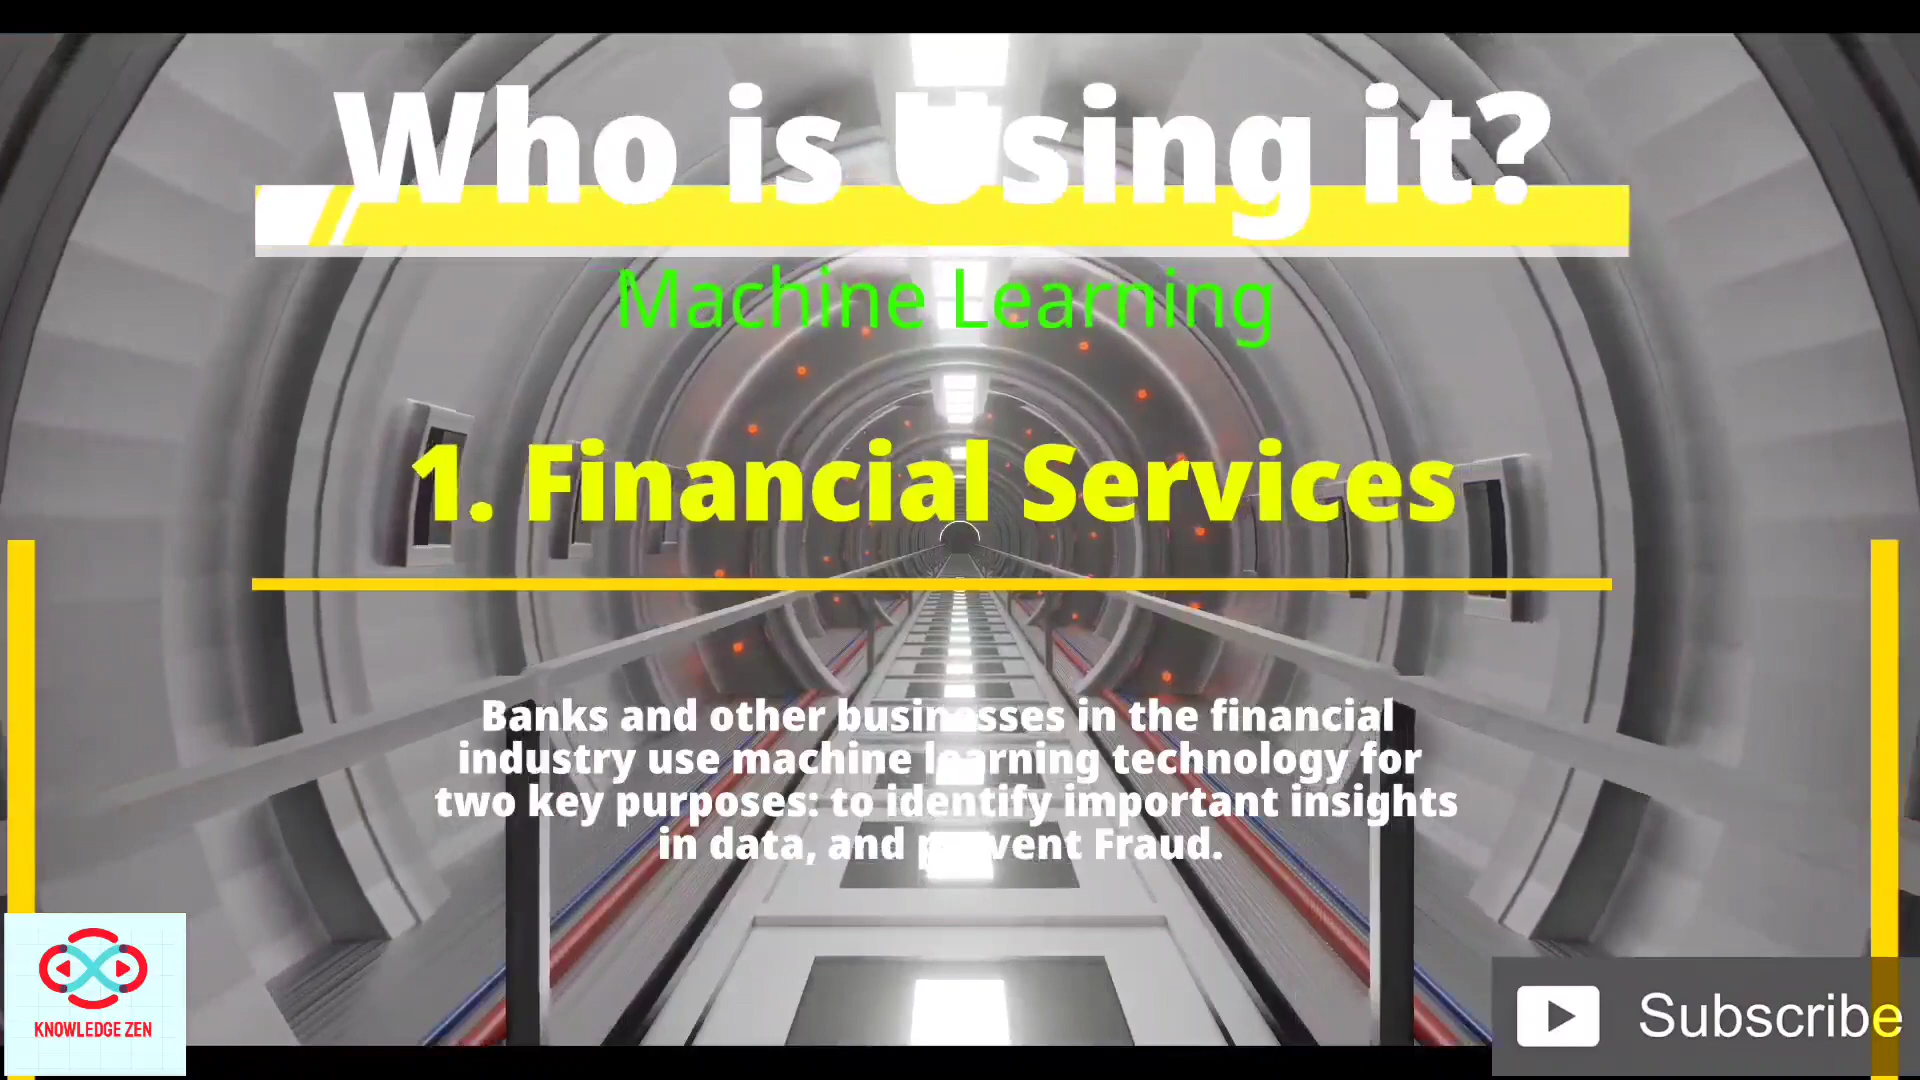 Who is Using it?
Machine Learning
1. Financial Services
Banks and other businesses in the financial
industry use machine learning technology for
two key purposes: to identify important insights
in data, and prevent Fraud.
KNOWLEDGE ZEN
Subscribe